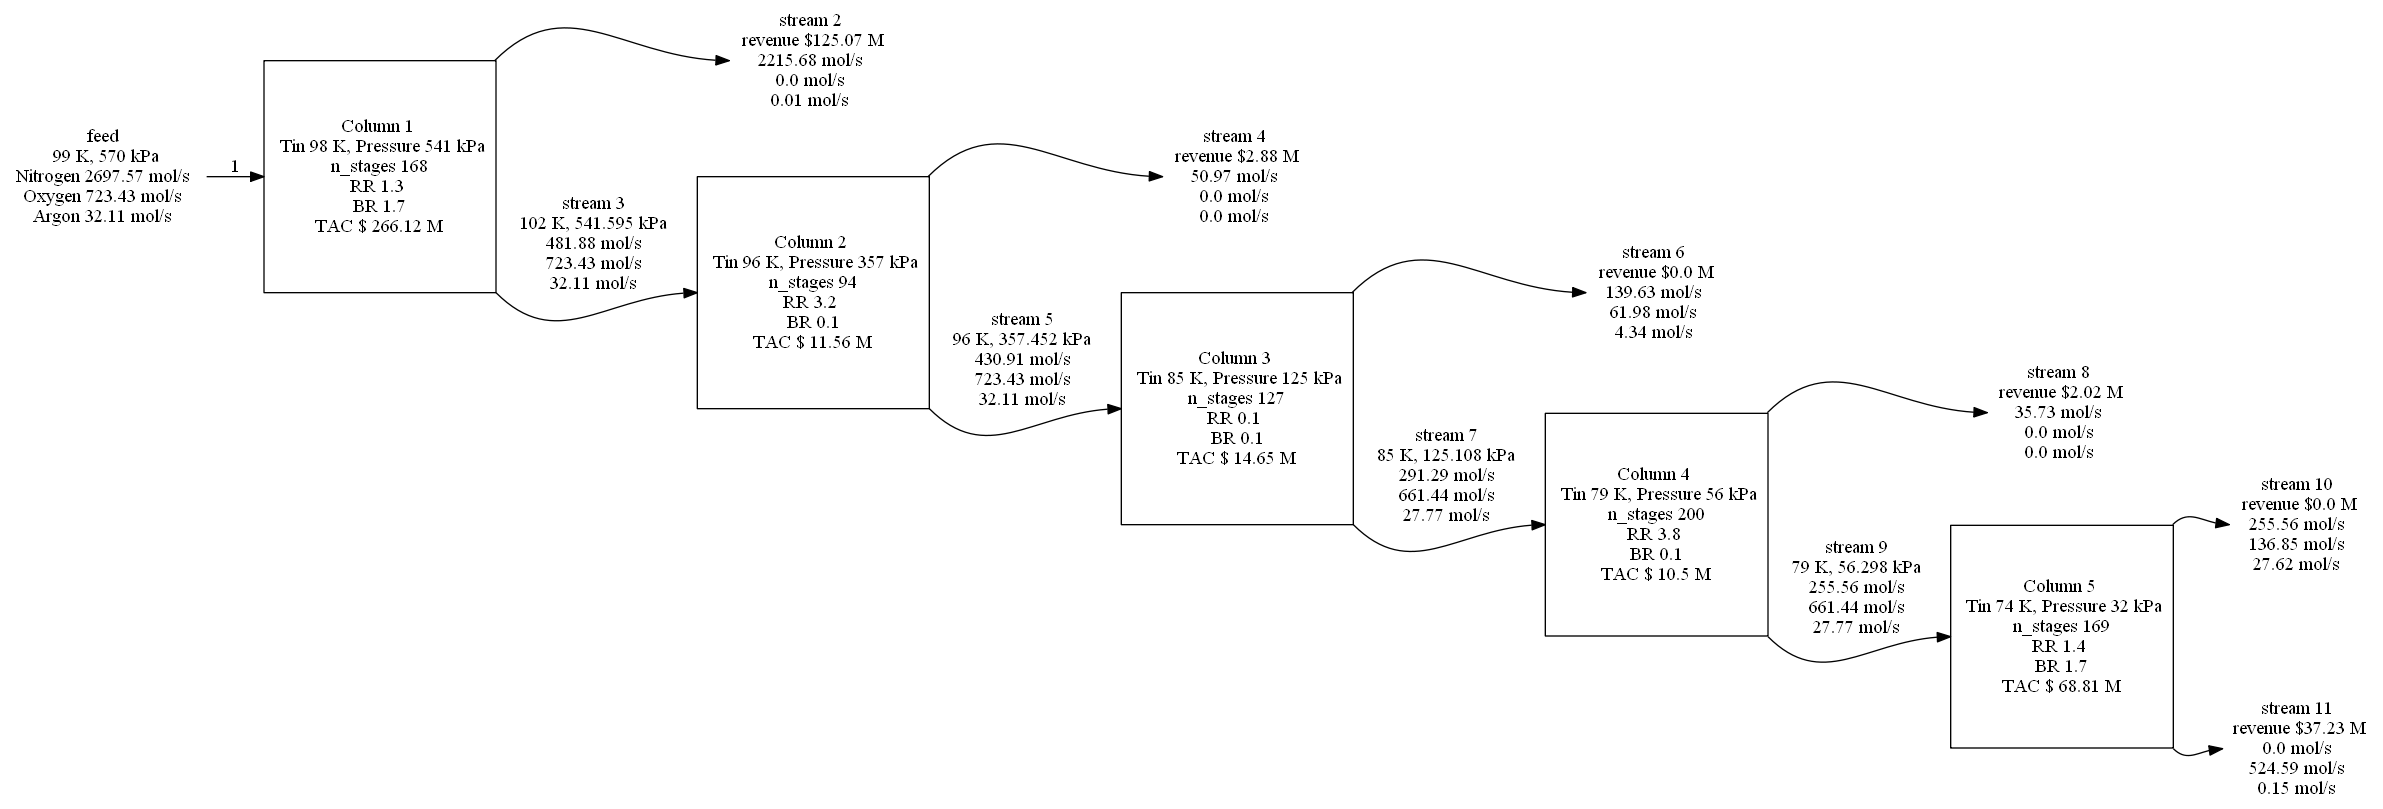 feed
99 K, 570 kPa
Nitrogen 2697.57 mol/s
Oxygen 723.43 mol/s
Argon 32.11 mol/s
1
Column 1
Tin 98 K, Pressure 541 kPa
n_stages 168
RR 1.3
BR 1.7
TAC $ 266.12 M
stream 2
revenue $125.07 M
2215.68 mol/s
0.0 mol/s
0.01 mol/s
stream 3
102 K, 541.595 kPa
481.88 mol/s
723.43 mol/s
32.11 mol/s
Column 2
Tin 96 K, Pressure 357 kPa
n_stages 94
RR 3.2
BR 0.1
TAC $ 11.56 M
stream 4
revenue $2.88 M
50.97 mol/s
0.0 mol/s
0.0 mol/s
stream 5
96 K, 357.452 kPa
430.91 mol/s
723.43 mol/s
32.11 mol/s
Column 3
Tin 85 K, Pressure 125 kPa
n_stages 127
RR 0.1
BR 0.1
TAC $ 14.65 M
stream 6
revenue $0.0 M
139.63 mol/s
61.98 mol/s
4.34 mol/s
stream 7
85 K, 125.108 kPa
291.29 mol/s
661.44 mol/s
27.77 mol/s
Column 4
Tin 79 K, Pressure 56 kPa
n_stages 200
RR 3.8
BR 0.1
TAC $ 10.5 M
stream 8
revenue $2.02 M
35.73 mol/s
0.0 mol/s
0.0 mol/s
stream 9
79 K, 56.298 kPa
255.56 mol/s
661.44 mol/s
27.77 mol/s
Column 5
Tin 74 K, Pressure 32 kPa
n_stages 169
RR 1.4
BR 1.7
TAC $ 68.81 M
stream 10
revenue $0.0 M
255.56 mol/s
136.85 mol/s
27.62 mol/s
stream 11
revenue $37.23 M
0.0 mol/s
524.59 mol/s
0.15 mol/s